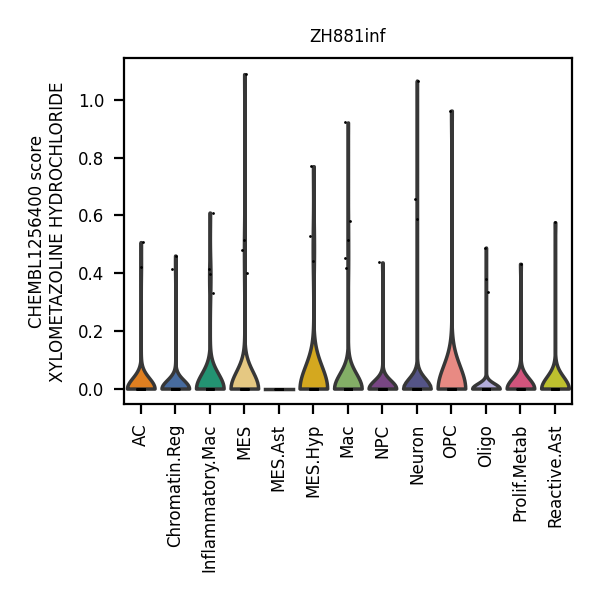 ZH881inf
CHEMBL1256400 score
XYLOMETAZOLINE HYDROCHLORIDE
1.0
0.8
0.6
0.4
0.2
0.0
AC
Chromatin.Reg
Inflammatory.Mac
MES
MES.Ast
MES.Hyp
Mac
NPC
Neuron
OPC
Oligo
Prolif.Metab
Reactive.Ast